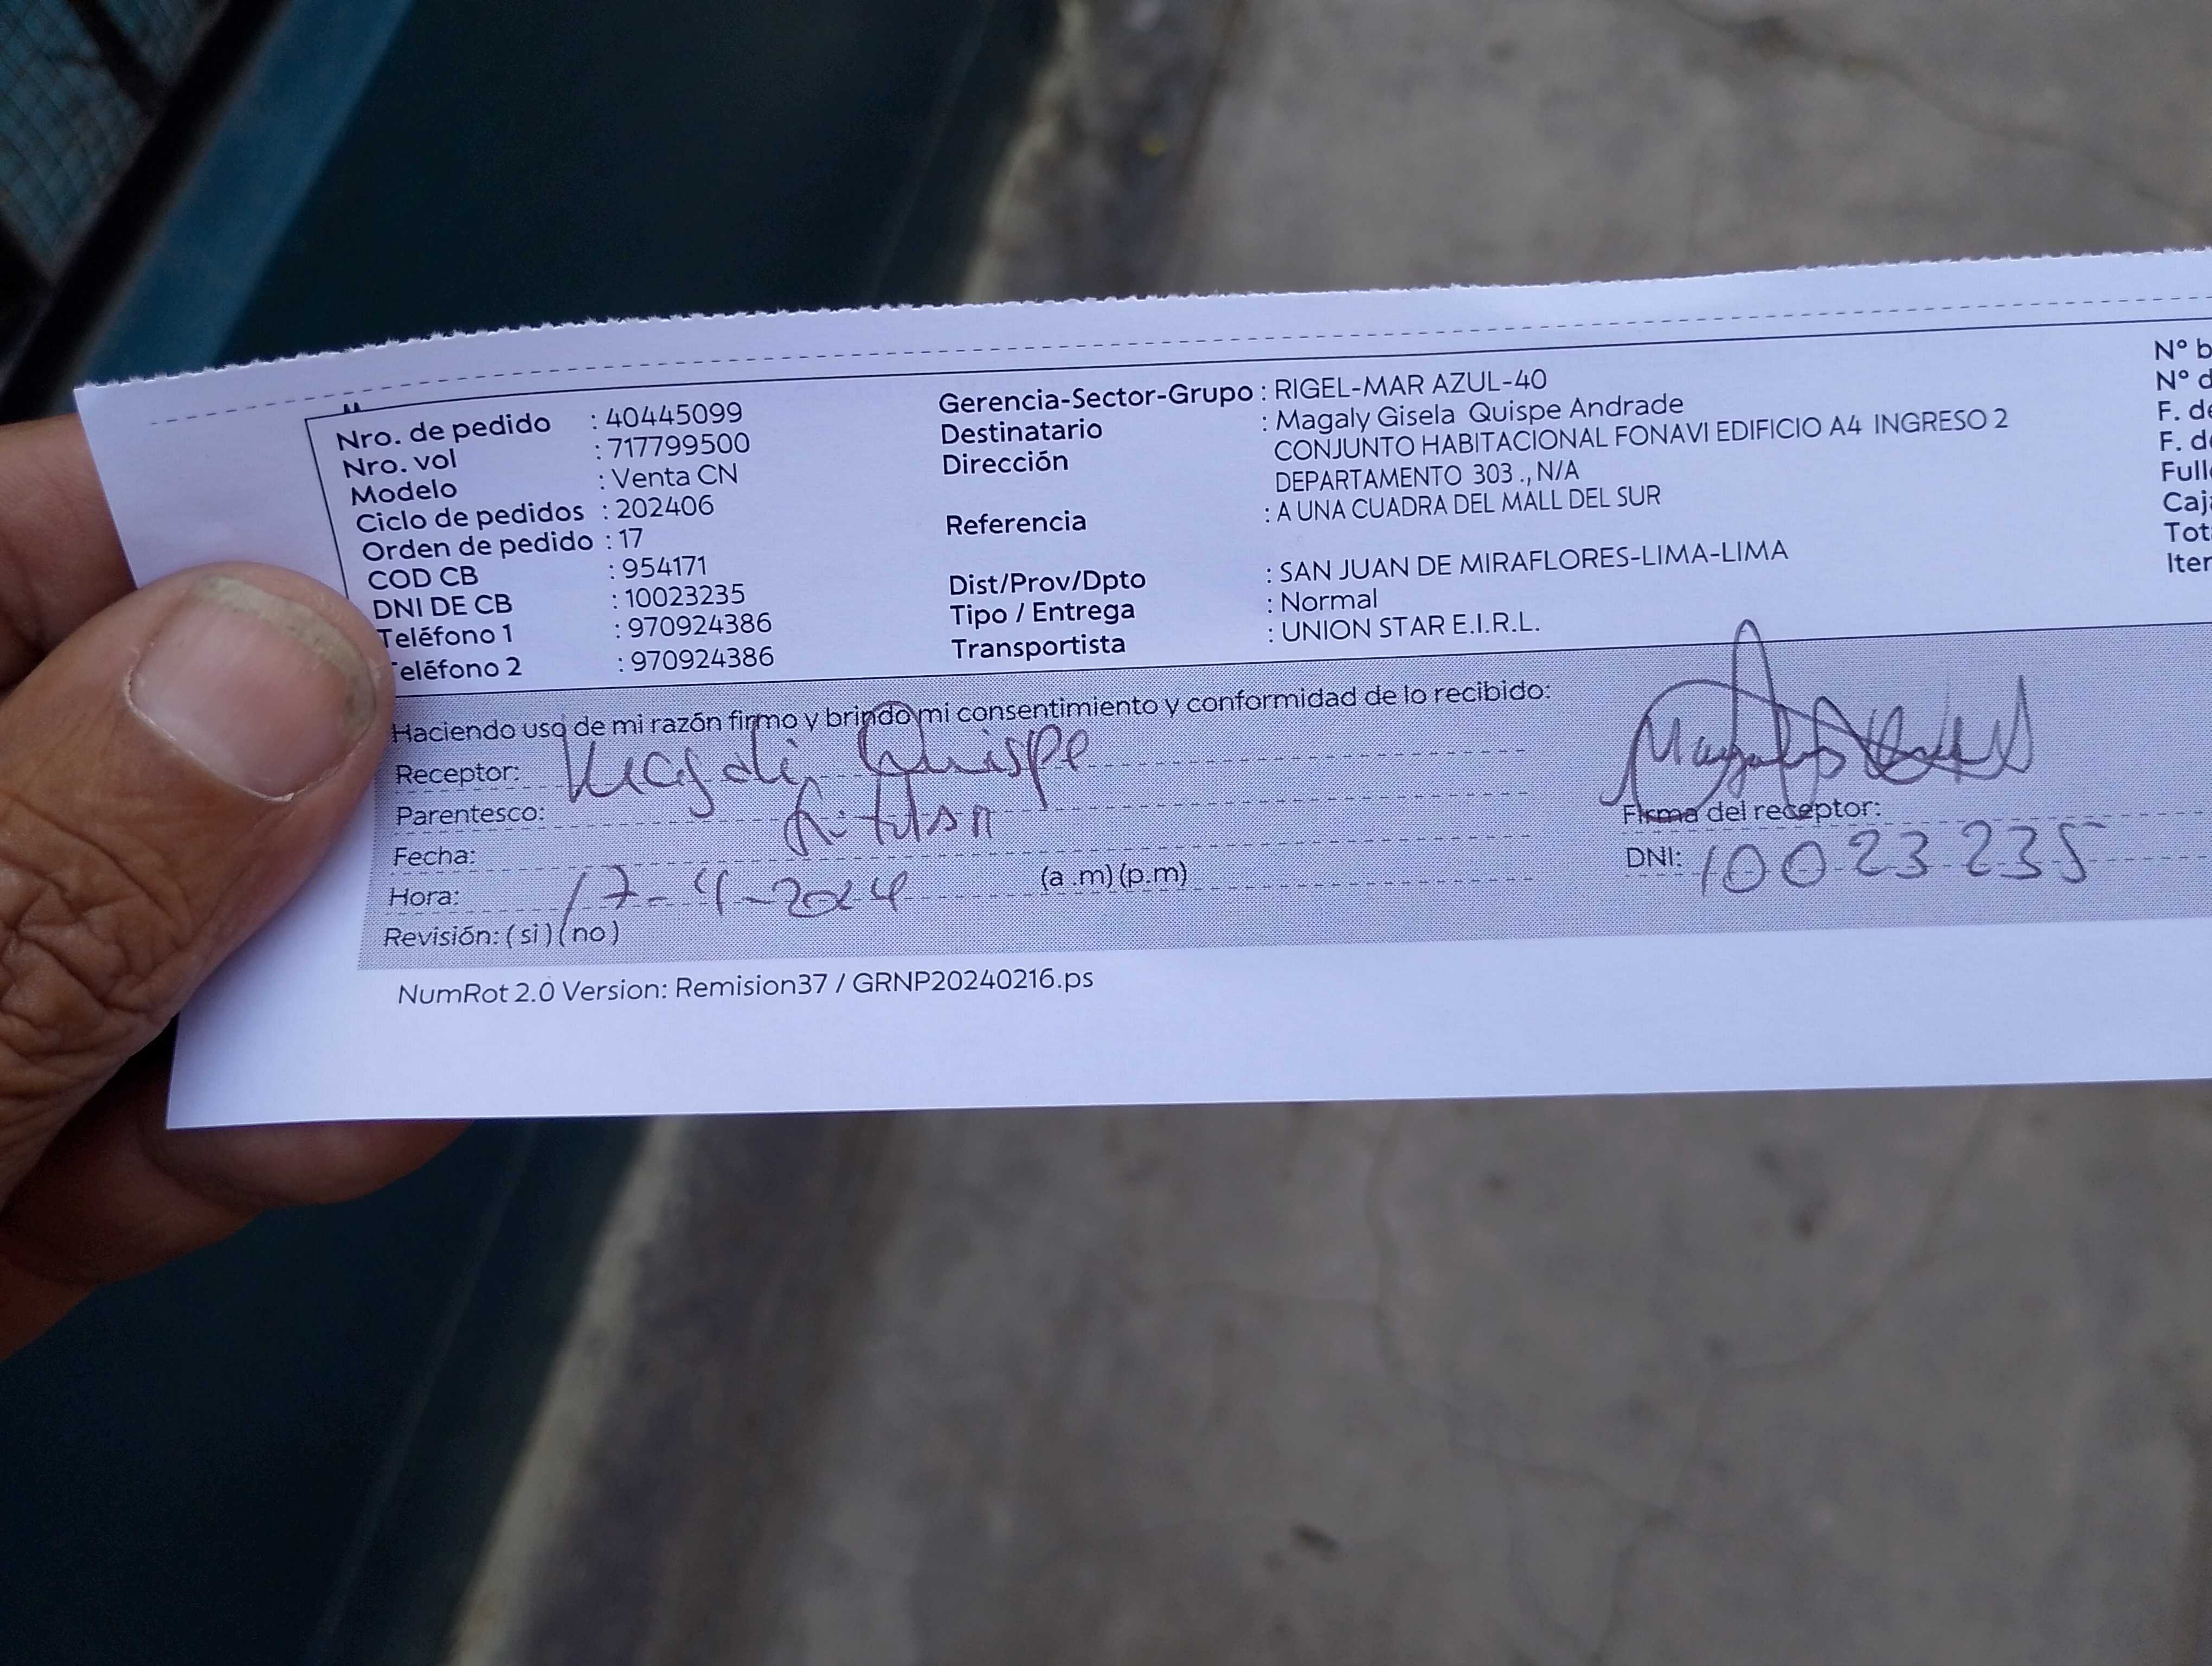 Nro. de pedido : 40445099
Nro. vol : 717799500
Modelo : Venta CN
Ciclo de pedidos : 202406
Orden de pedido : 17
COD CB : 954171
DNI DE CB : 10023235
Teléfono 1 : 970924386
eléfono 2 : 970924386
Gerencia-Sector-Grupo : RIGEL-MAR AZUL-40
Destinatario : Magaly Gisela Quispe Andrade
Dirección CONJUNTO HABITACIONAL FONAVI EDIFICIO A4 INGRESO 2
DEPARTAMENTO 303 ., N/A
Referencia : A UNA CUADRA DEL MALL DEL SUR
Dist/Prov/Dpto : SAN JUAN DE MIRAFLORES-LIMA-LIMA
Tipo / Entrega : Normal
Transportista : UNION STAR E.I.R.L.
N° b
N° d
F. de
F. de
Full
Caj
Tot
Iter
Haciendo uso de mi razón firmo y brindo mi consentimiento y conformidad de lo recibido:
Receptor: Magali Quispe
Parentesco:
Fecha:
Hora: 17-4-2024 (a .m) (p.m)
Revisión: ( si ) ( no )
Firma del receptor:
DNI: 10023235
NumRot 2.0 Version: Remision37 / GRNP20240216.ps